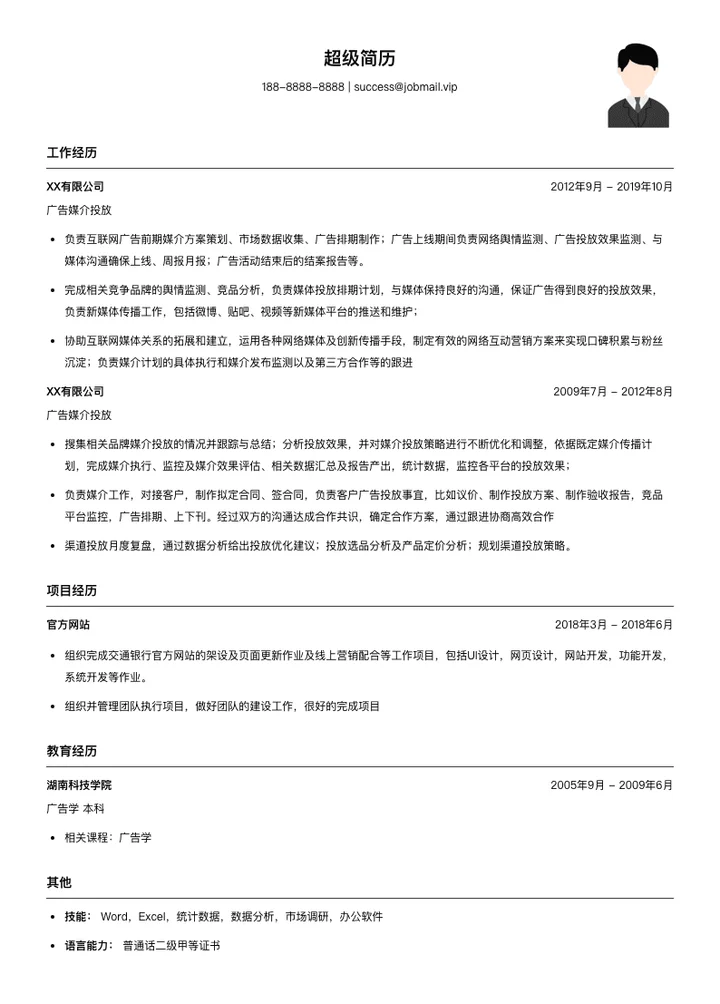 超级简历
188-8888-8888 | success@jobmail.vip
工作经历
XX有限公司 2012年9月 – 2019年10月
广告媒介投放
• 负责互联网广告前期媒介方案策划、市场数据收集、广告排期制作；广告上线期间负责网络舆情监测、广告投放效果监测、与
媒体沟通确保上线、周报月报；广告活动结束后的结案报告等。
• 完成相关竞争品牌的舆情监测、竞品分析，负责媒体投放排期计划，与媒体保持良好的沟通，保证广告得到良好的投放效果，
负责新媒体传播工作，包括微博、贴吧、视频等新媒体平台的推送和维护；
• 协助互联网媒体关系的拓展和建立，运用各种网络媒体及创新传播手段，制定有效的网络互动营销方案来实现口碑积累与粉丝
沉淀；负责媒介计划的具体执行和媒介发布监测以及第三方合作等的跟进
XX有限公司 2009年7月 – 2012年8月
广告媒介投放
• 搜集相关品牌媒介投放的情况并跟踪与总结；分析投放效果，并对媒介投放策略进行不断优化和调整，依据既定媒介传播计
划，完成媒介执行、监控及媒介效果评估、相关数据汇总及报告产出，统计数据，监控各平台的投放效果；
• 负责媒介工作，对接客户，制作拟定合同、签合同，负责客户广告投放事宜，比如议价、制作投放方案、制作验收报告，竞品
平台监控，广告排期、上下刊。经过双方的沟通达成合作共识，确定合作方案，通过跟进协商高效合作
• 渠道投放月度复盘，通过数据分析给出投放优化建议；投放选品分析及产品定价分析；规划渠道投放策略。
项目经历
官方网站 2018年3月 – 2018年6月
• 组织完成交通银行官方网站的架设及页面更新作业及线上营销配合等工作项目，包括UI设计，网页设计，网站开发，功能开发，
系统开发等作业。
• 组织并管理团队执行项目，做好团队的建设工作，很好的完成项目
教育经历
湖南科技学院 2005年9月 – 2009年6月
广告学 本科
• 相关课程：广告学
其他
• 技能： Word，Excel，统计数据，数据分析，市场调研，办公软件
• 语言能力： 普通话二级甲等证书